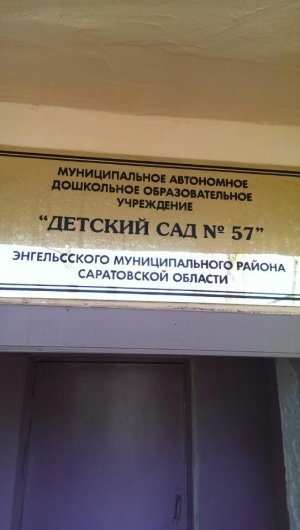 МУНИЦИПАЛЬНОЕ АВТОНОМНОЕ
ДОШКОЛЬНОЕ ОБРАЗОВАТЕЛЬНОЕ
УЧРЕЖДЕНИЕ
“ДЕТСКИЙ САД № 57”
ЭНГЕЛЬССКОГО МУНИЦИПАЛЬНОГО РАЙОНА
САРАТОВСКОЙ ОБЛАСТИ